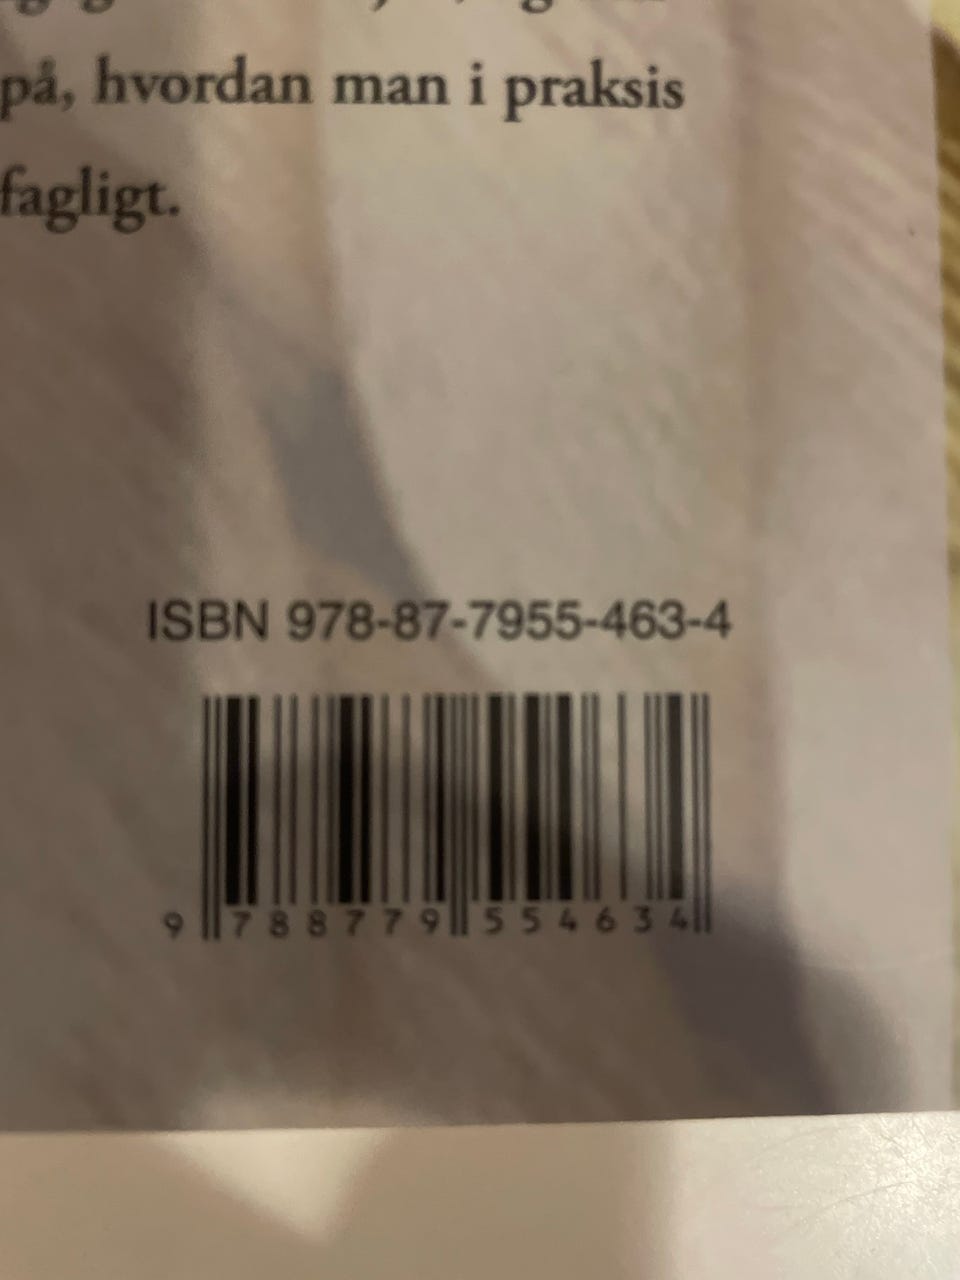 på, hvordan man i praksis
fagligt.
ISBN 978-87-7955-463-4
9 788779 554634